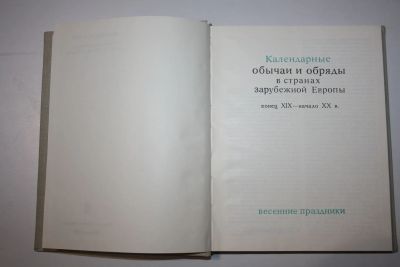 Календарные
обычаи и обряды
в странах
зарубежной Европы
конец XIX—начало XX в.
весенние праздники